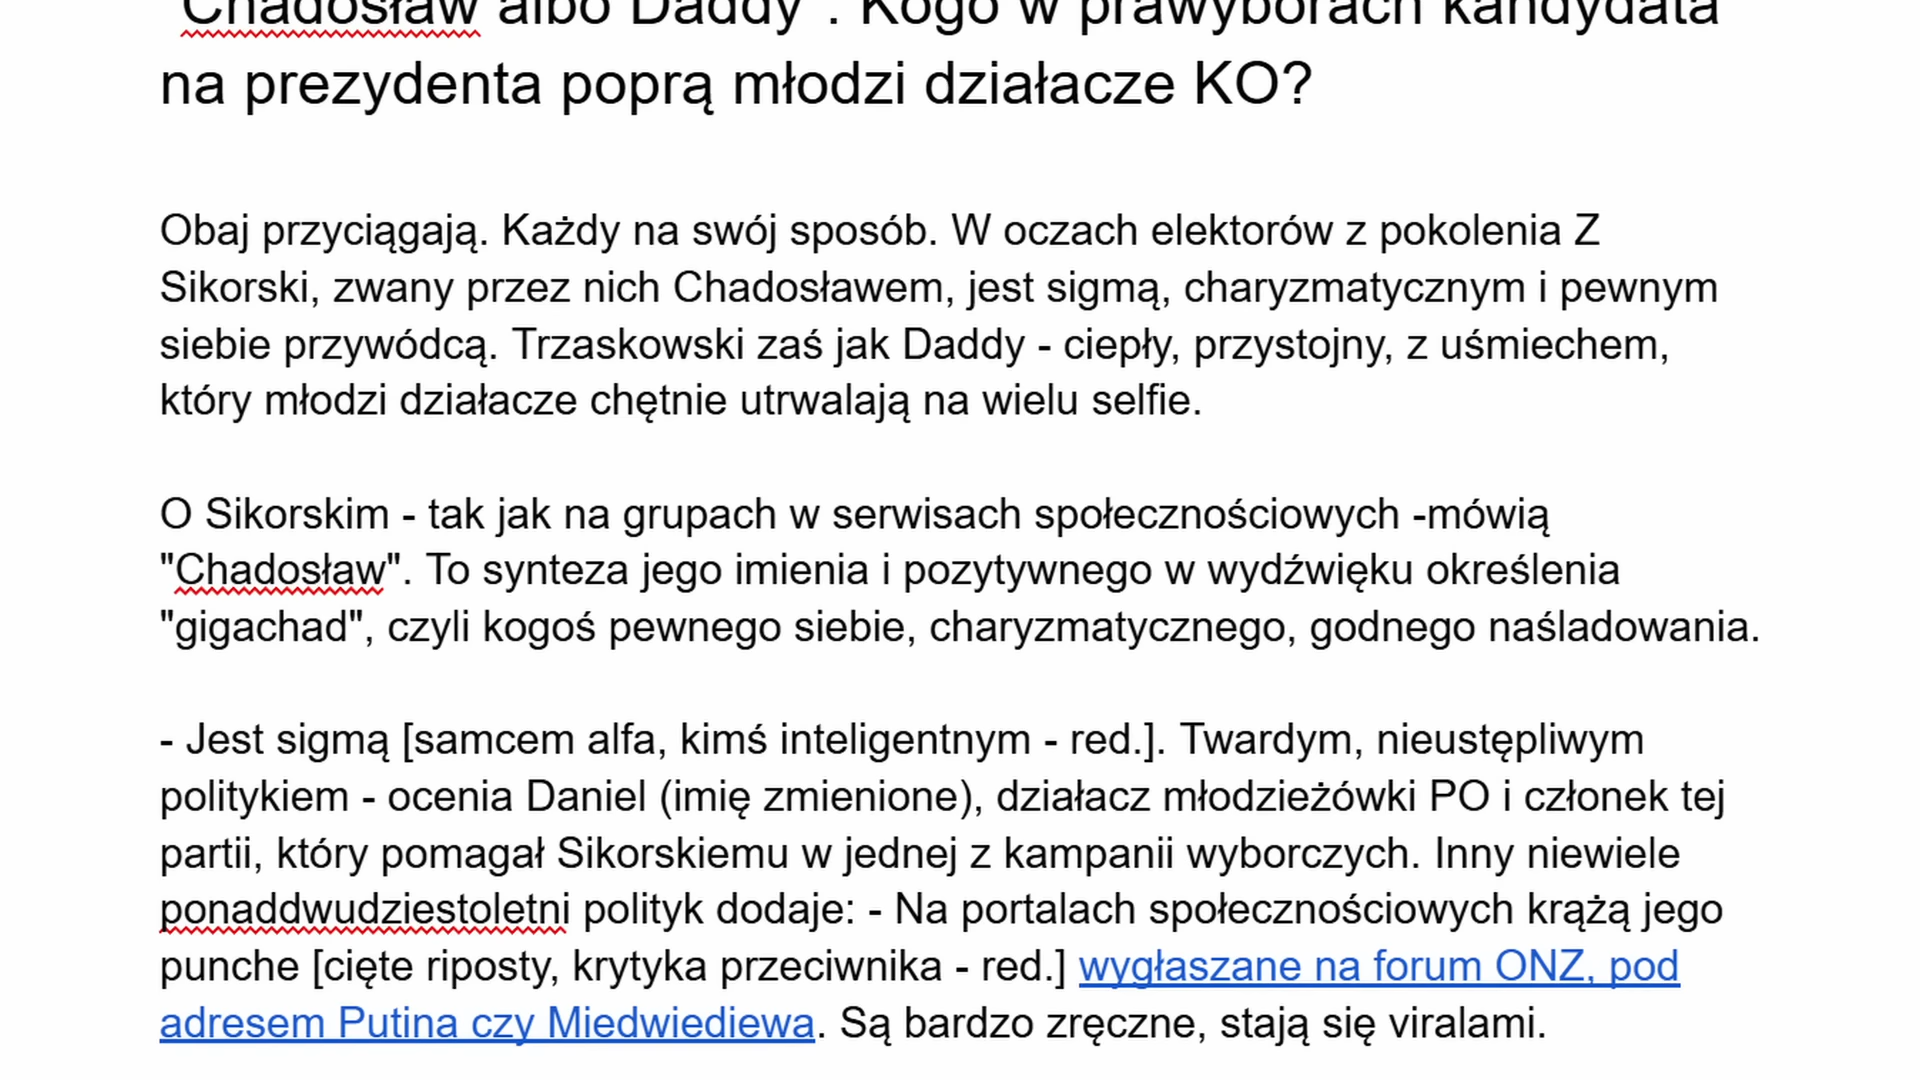 "Chadosław albo Daddy". Kogo w prawyborach kandydata
na prezydenta poprą młodzi działacze KO?
Obaj przyciągają. Każdy na swój sposób. W oczach elektorów z pokolenia Z
Sikorski, zwany przez nich Chadosławem, jest sigmą, charyzmatycznym i pewnym
siebie przywódcą. Trzaskowski zaś jak Daddy - ciepły, przystojny, z uśmiechem,
który młodzi działacze chętnie utrwalają na wielu selfie.
O Sikorskim - tak jak na grupach w serwisach społecznościowych -mówią
"Chadosław". To synteza jego imienia i pozytywnego w wydźwięku określenia
"gigachad", czyli kogoś pewnego siebie, charyzmatycznego, godnego naśladowania.
- Jest sigmą [samcem alfa, kimś inteligentnym - red.]. Twardym, nieustępliwym
politykiem - ocenia Daniel (imię zmienione), działacz młodzieżówki PO i członek tej
partii, który pomagał Sikorskiemu w jednej z kampanii wyborczych. Inny niewiele
ponaddwudziestoletni polityk dodaje: - Na portalach społecznościowych krążą jego
punche [cięte riposty, krytyka przeciwnika - red.] wygłaszane na forum ONZ, pod
adresem Putina czy Miedwiediewa. Są bardzo zręczne, stają się viralami.